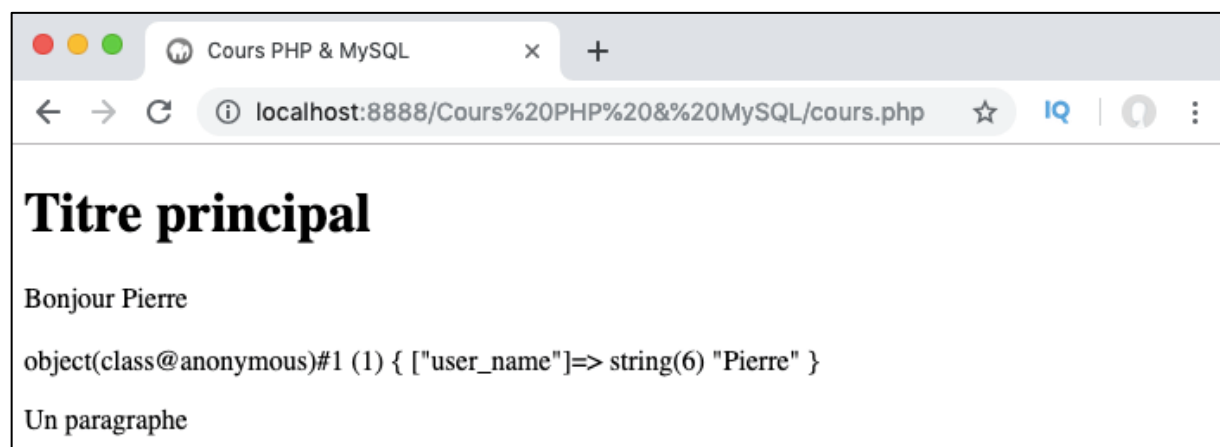 Cours PHP & MySQL
localhost:8888/Cours%20PHP%20&%20MySQL/cours.php
IQ
Titre principal
Bonjour Pierre
object(class@anonymous)#1 (1) { ["user_name"]=> string(6) "Pierre" }
Un paragraphe